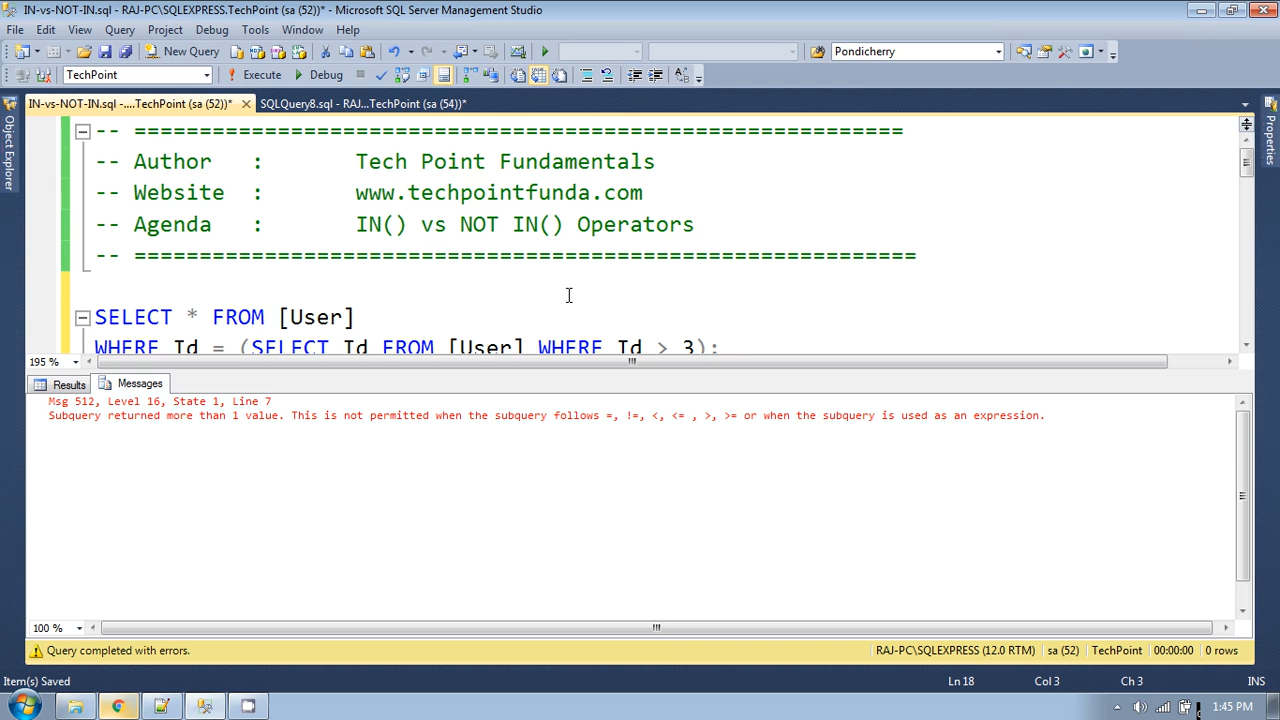 IN-vs-NOT-IN.sql - RAJ-PC\SQLEXPRESS.TechPoint (sa (52))* - Microsoft SQL Server Management Studio
File Edit View Query Project Debug Tools Window Help
New Query Pondicherry
TechPoint Execute Debug
IN-vs-NOT-IN.sql -....TechPoint (sa (52))* SQLQuery8.sql - RAJ...TechPoint (sa (54))*
Object Explorer
Properties
-- ===========================================================
-- Author : Tech Point Fundamentals
-- Website : www.techpointfunda.com
-- Agenda : IN() vs NOT IN() Operators
-- ============================================================
SELECT * FROM [User]
WHERE Id = (SELECT Id FROM [User] WHERE Id > 3);
195 %
Results Messages
Msg 512, Level 16, State 1, Line 7
Subquery returned more than 1 value. This is not permitted when the subquery follows =, !=, <, <= , >, >= or when the subquery is used as an expression.
100 %
Query completed with errors. RAJ-PC\SQLEXPRESS (12.0 RTM) sa (52) TechPoint 00:00:00 0 rows
Item(s) Saved Ln 18 Col 3 Ch 3 INS
1:45 PM